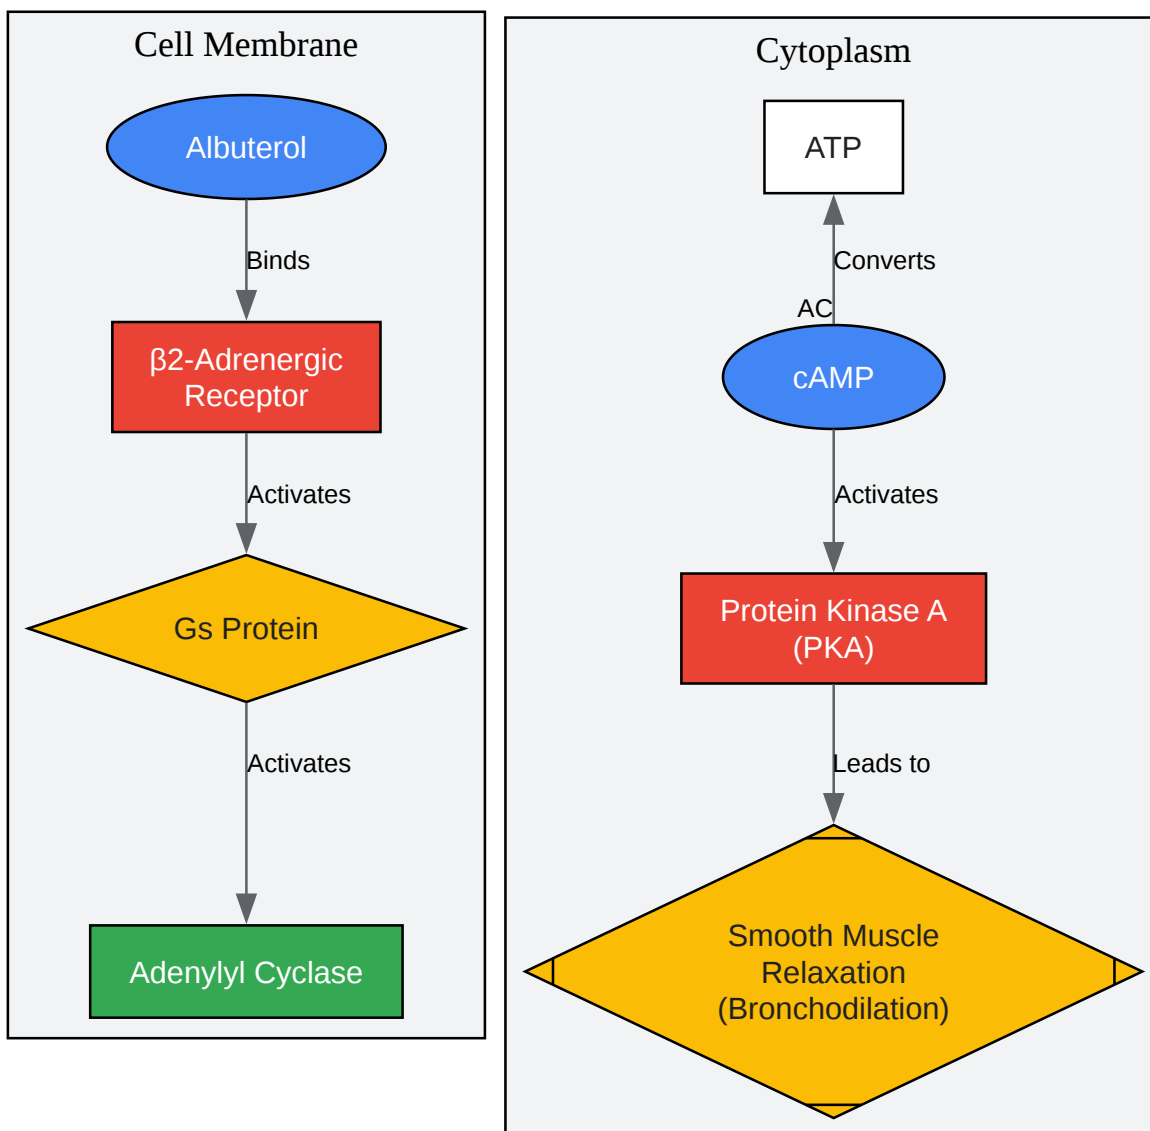 Cell Membrane
Albuterol
Binds
β2-Adrenergic
Receptor
Activates
Gs Protein
Activates
Adenylyl Cyclase
Cytoplasm
ATP
Converts
AC
cAMP
Activates
Protein Kinase A
(PKA)
Leads to
Smooth Muscle
Relaxation
(Bronchodilation)